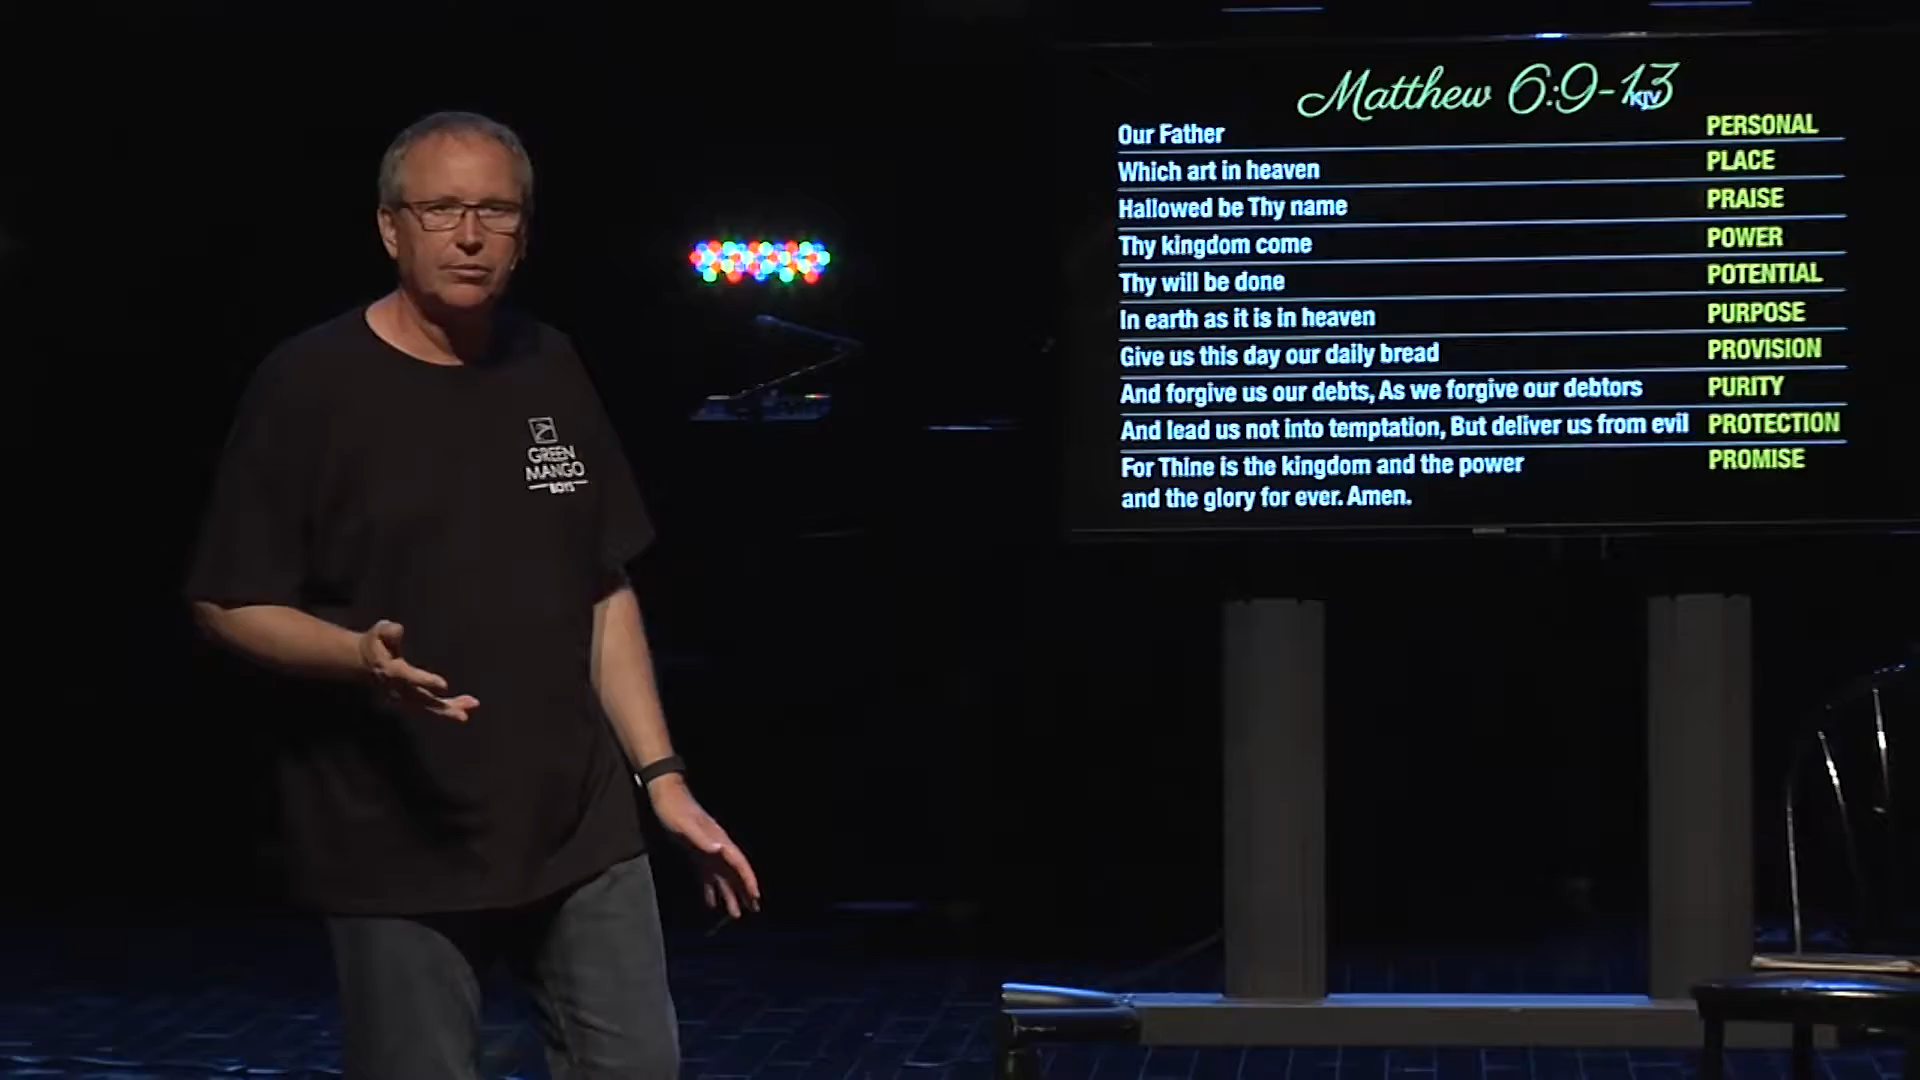 Matthew 6:9-13
KJV
Our Father PERSONAL
Which art in heaven PLACE
Hallowed be Thy name PRAISE
Thy kingdom come POWER
Thy will be done POTENTIAL
In earth as it is in heaven PURPOSE
Give us this day our daily bread PROVISION
And forgive us our debts, As we forgive our debtors PURITY
And lead us not into temptation, But deliver us from evil PROTECTION
For Thine is the kingdom and the power PROMISE
and the glory for ever. Amen.
GREEN
MANGO
BOYS